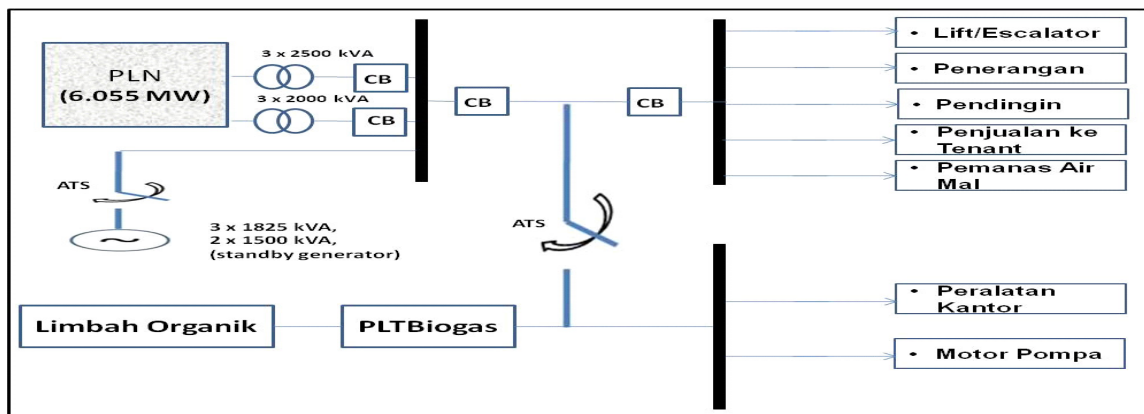 3 x 2500 kVA
PLN
(6.055 MW)
CB
3 x 2000 kVA
CB
CB
CB
• Lift/Escalator
• Penerangan
• Pendingin
• Penjualan ke
Tenant
• Pemanas Air
Mal
ATS
3 x 1825 kVA,
2 x 1500 kVA,
(standby generator)
ATS
Limbah Organik
PLTBiogas
• Peralatan
Kantor
• Motor Pompa